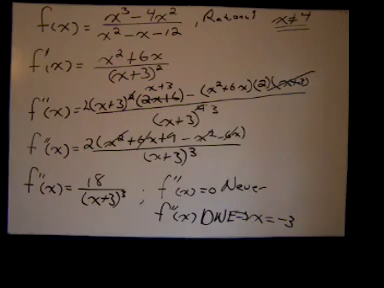 f(x) = (x³ - 4x²)/(x² - x - 12) , Rational x≠4
f'(x) = (x² + 6x)/(x+3)²
f''(x) = 2(x+3)²(2x+6) - (x²+6x)(2)(x+3) / (x+3)⁴ x+3 3
f''(x) = 2(x² + 6x + 9 - x² - 6x)/(x+3)³
f''(x) = 18/(x+3)³ ; f''(x) = 0 Never
f''(x) DNE ⇒ x = -3